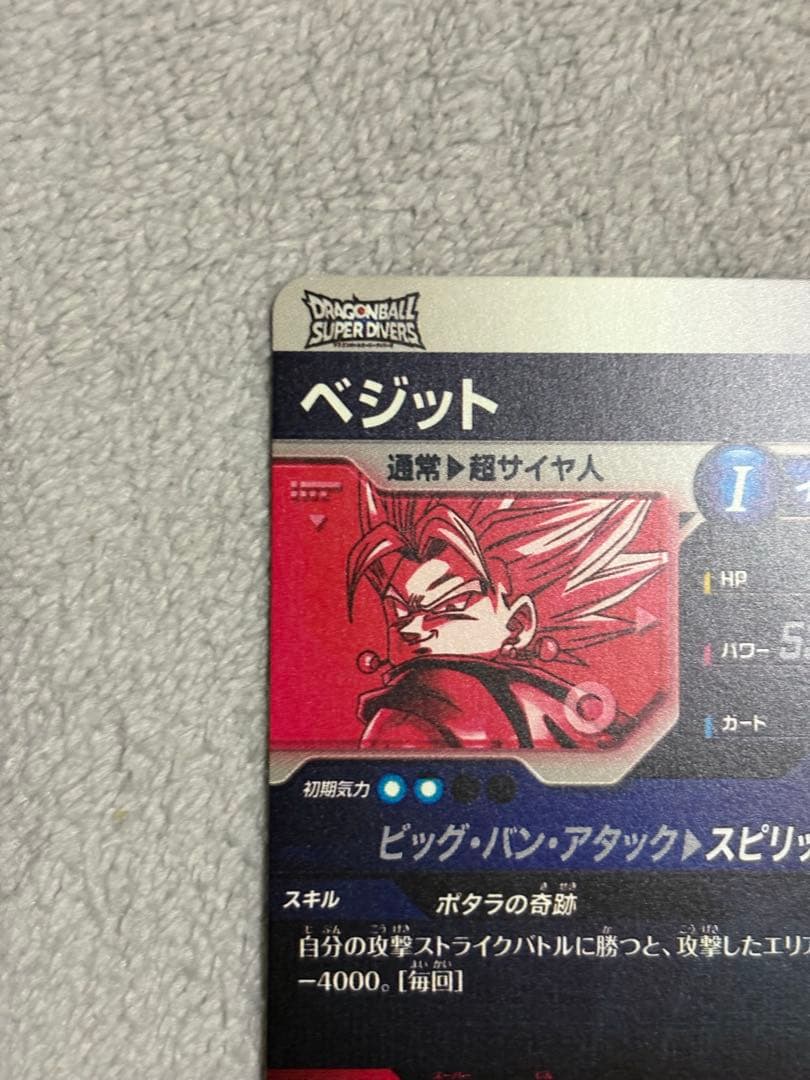 DRAGONBALL
SUPER DIVERS
ベジット
通常▶超サイヤ人
I
HP
パワー
カード
初期気力
ビッグ・バン・アタック▶スピリッ
スキル
ポタラの奇跡
自分の攻撃ストライクバトルに勝つと、攻撃したエリア
−4000。[毎回]